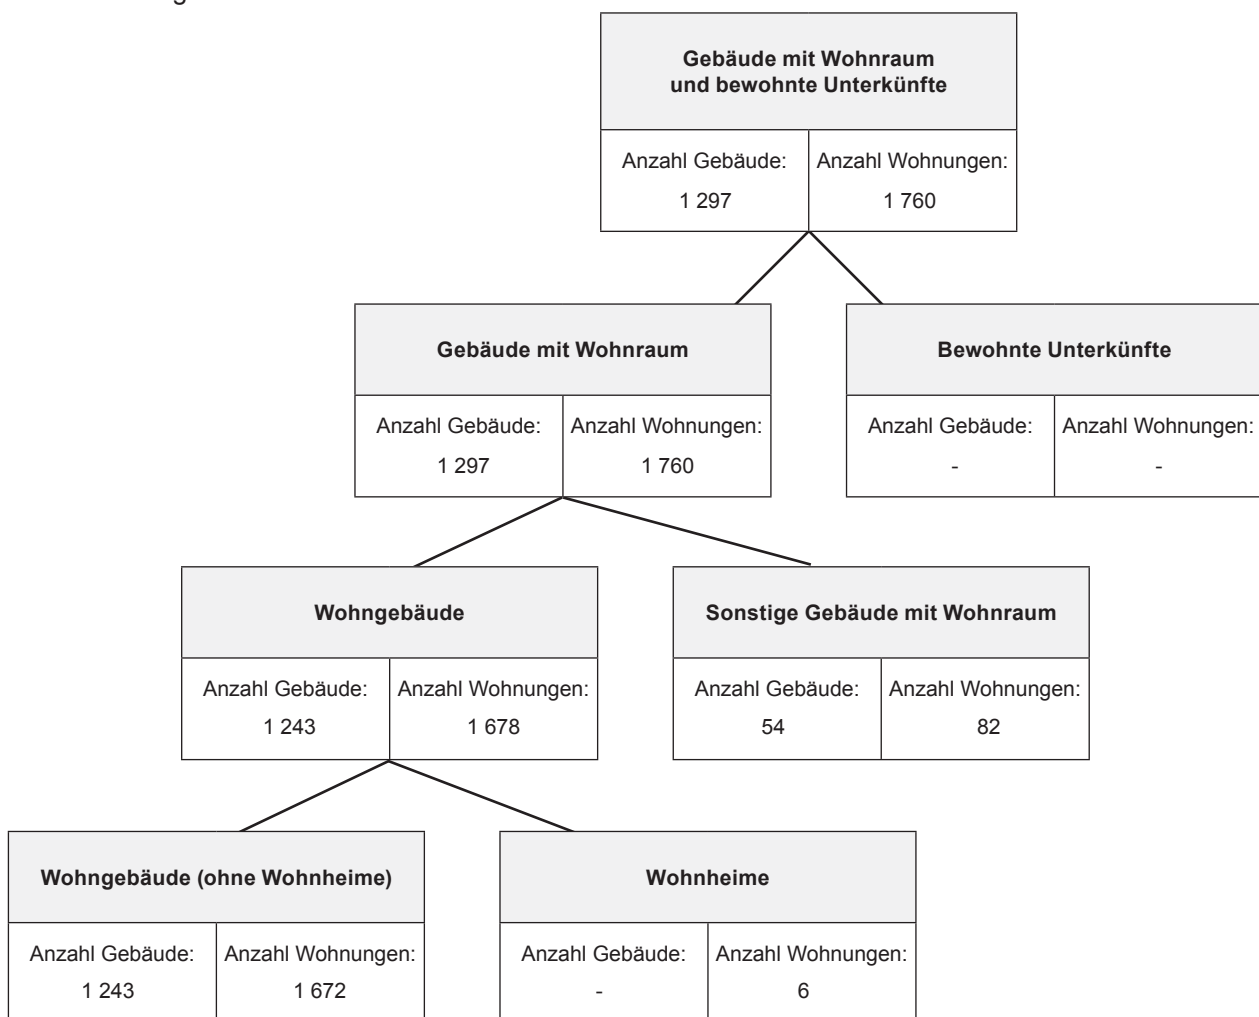 Gebäude mit Wohnraum
und bewohnte Unterkünfte
Anzahl Gebäude: Anzahl Wohnungen:
1 297 1 760
Gebäude mit Wohnraum
Anzahl Gebäude: Anzahl Wohnungen:
1 297 1 760
Bewohnte Unterkünfte
Anzahl Gebäude: Anzahl Wohnungen:
- -
Wohngebäude
Anzahl Gebäude: Anzahl Wohnungen:
1 243 1 678
Sonstige Gebäude mit Wohnraum
Anzahl Gebäude: Anzahl Wohnungen:
54 82
Wohngebäude (ohne Wohnheime)
Anzahl Gebäude: Anzahl Wohnungen:
1 243 1 672
Wohnheime
Anzahl Gebäude: Anzahl Wohnungen:
- 6